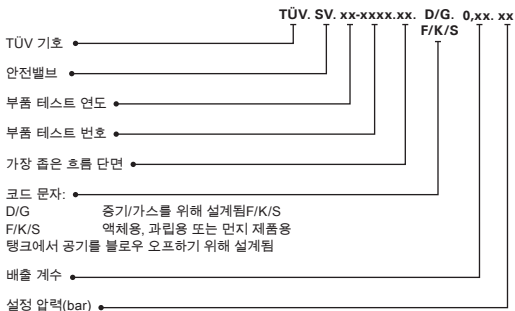 TÜV. SV. xx-xxxx.xx. D/G. 0,xx. xx
F/K/S
TÜV 기호
안전밸브
부품 테스트 연도
부품 테스트 번호
가장 좁은 흐름 단면
코드 문자:
D/G 증기/가스를 위해 설계됨F/K/S
F/K/S 액체용, 과립용 또는 먼지 제품용
탱크에서 공기를 블로우 오프하기 위해 설계됨
배출 계수
설정 압력(bar)